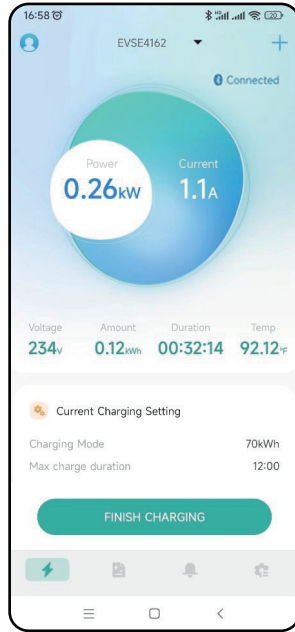 16:58
EVSE4162
Connected
Power Current
0.26kW 1.1A
Voltage Amount Duration Temp
234V 0.12kWh 00:32:14 92.12°F
Current Charging Setting
Charging Mode 70kWh
Max charge duration 12:00
FINISH CHARGING